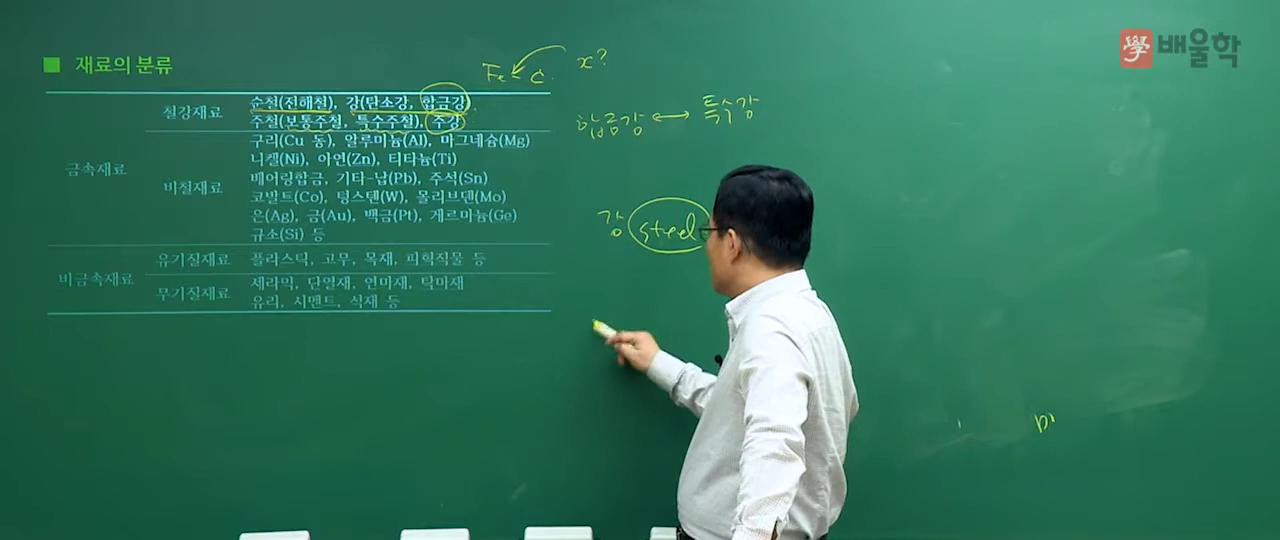 學 배울학
■ 재료의 분류
Fe - C. x?
금속재료
철강재료
순철(전해철), 강(탄소강, 합금강)
주철(보통주철, 특수주철), 주강
비철재료
구리(Cu 동), 알루미늄(Al), 마그네슘(Mg)
니켈(Ni), 아연(Zn), 티타늄(Ti)
베어링합금, 기타-납(Pb), 주석(Sn)
코발트(Co), 텅스텐(W), 몰리브덴(Mo)
은(Ag), 금(Au), 백금(Pt), 게르마늄(Ge)
규소(Si) 등
비금속재료
유기질재료
플라스틱, 고무, 목재, 피혁직물 등
무기질재료
세라믹, 단열재, 연마재, 탁마재
유리, 시멘트, 석재 등
합금강 ↔ 특수강
강 steel